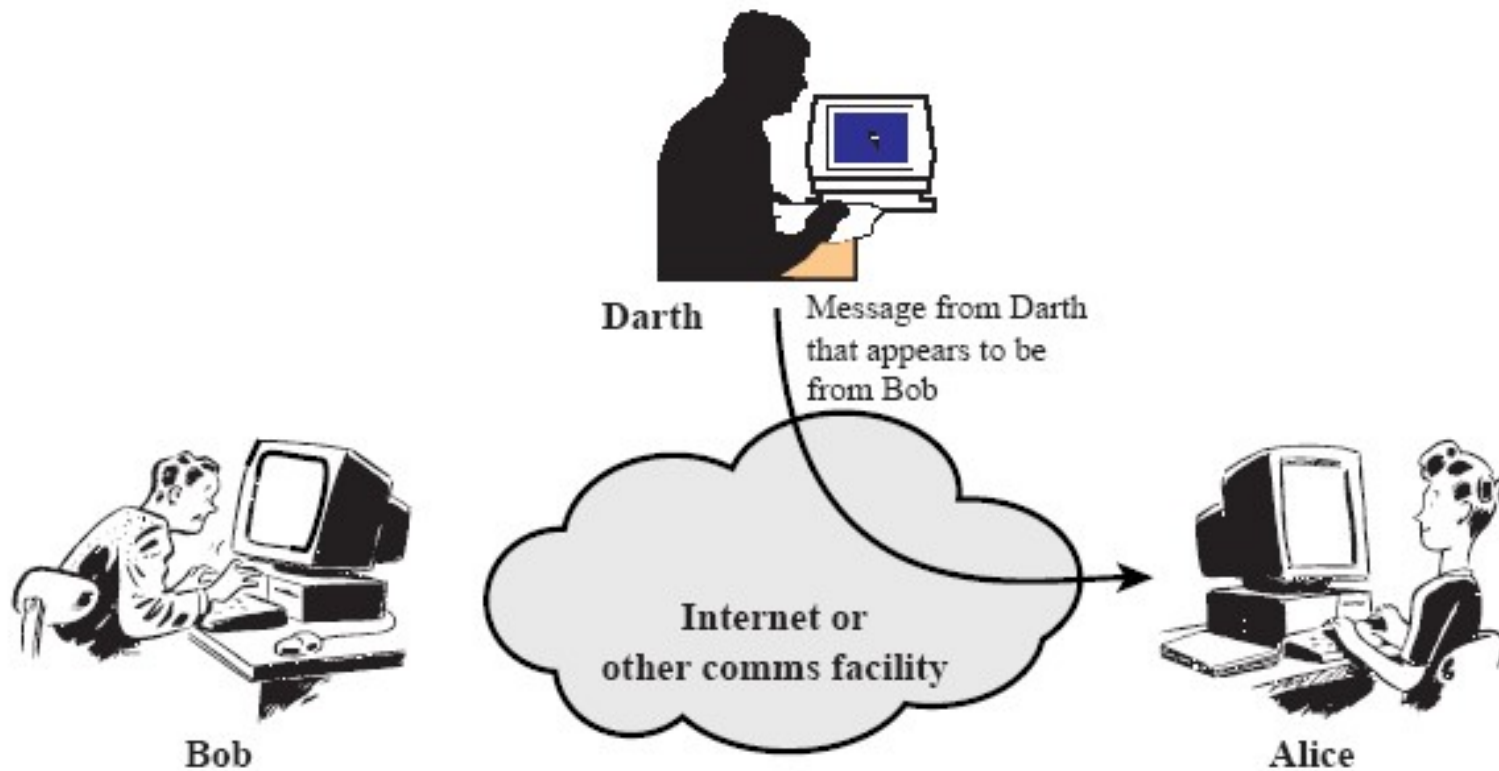 Darth
Message from Darth
that appears to be
from Bob
Internet or
other comms facility
Bob
Alice